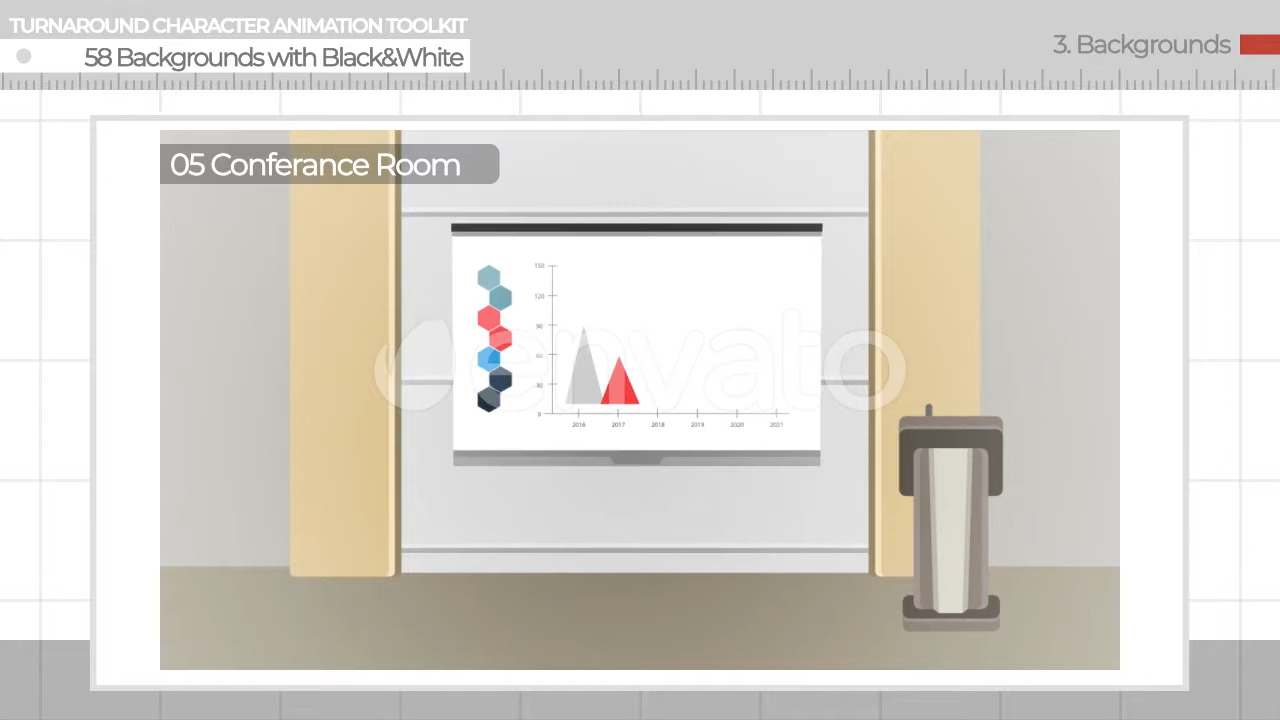 TURNAROUND CHARACTER ANIMATION TOOLKIT
58 Backgrounds with Black&White
3. Backgrounds
05 Conferance Room
150
120
90
60
30
0
2016 2017 2018 2019 2020 2021
envato